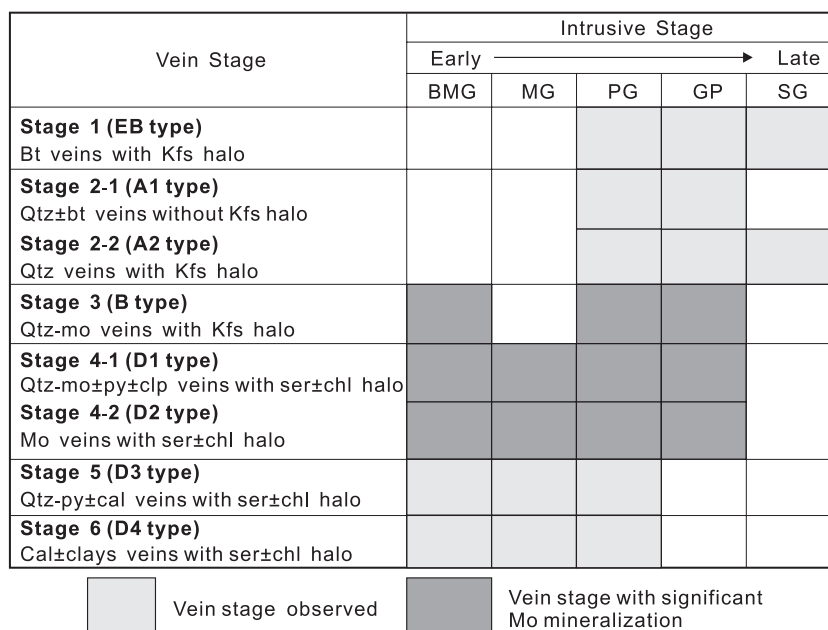 Vein Stage
Intrusive Stage
Early Late
BMG MG PG GP SG
Stage 1 (EB type)
Bt veins with Kfs halo
Stage 2-1 (A1 type)
Qtz±bt veins without Kfs halo
Stage 2-2 (A2 type)
Qtz veins with Kfs halo
Stage 3 (B type)
Qtz-mo veins with Kfs halo
Stage 4-1 (D1 type)
Qtz-mo±py±clp veins with ser±chl halo
Stage 4-2 (D2 type)
Mo veins with ser±chl halo
Stage 5 (D3 type)
Qtz-py±cal veins with ser±chl halo
Stage 6 (D4 type)
Cal±clays veins with ser±chl halo
Vein stage observed
Vein stage with significant
Mo mineralization